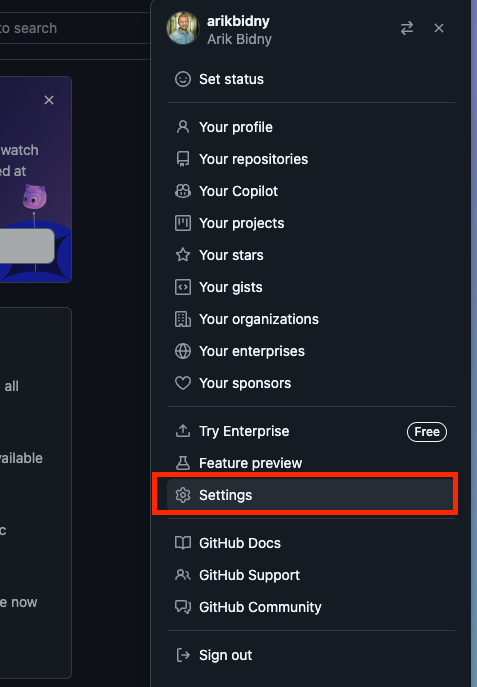 to search
arikbidny
Arik Bidny
Set status
watch
ed at
Your profile
Your repositories
Your Copilot
Your projects
Your stars
Your gists
Your organizations
Your enterprises
Your sponsors
all
Try Enterprise
Free
vailable
Feature preview
Settings
c
GitHub Docs
GitHub Support
e now
GitHub Community
Sign out